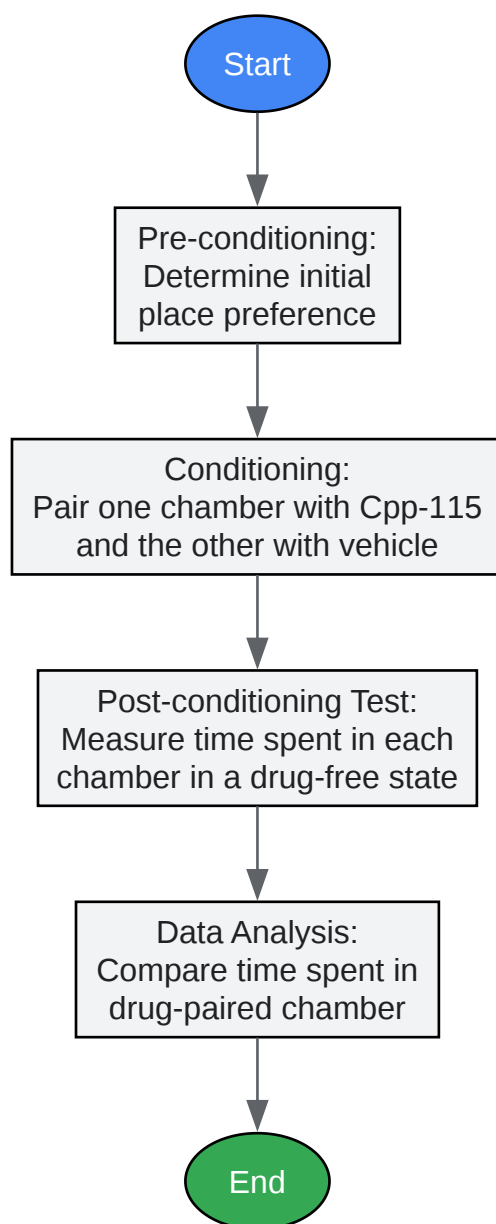 Start
Pre-conditioning:
Determine initial
place preference
Conditioning:
Pair one chamber with Cpp-115
and the other with vehicle
Post-conditioning Test:
Measure time spent in each
chamber in a drug-free state
Data Analysis:
Compare time spent in
drug-paired chamber
End